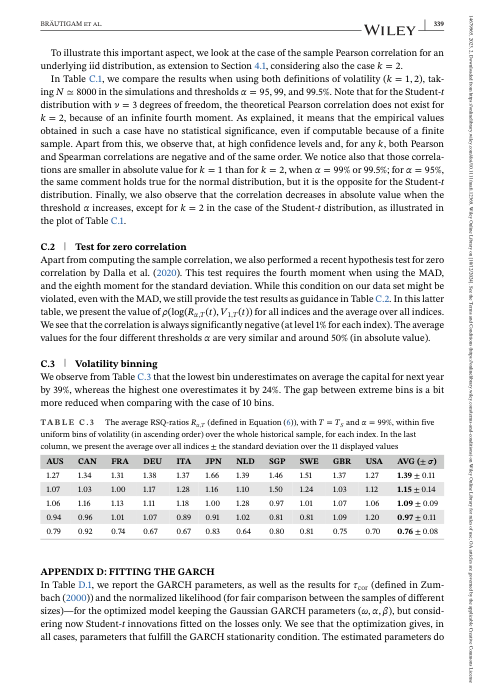 BRÄUTIGAM ET AL.
WILEY
339
To illustrate this important aspect, we look at the case of the sample Pearson correlation for an
underlying iid distribution, as extension to Section 4.1, considering also the case k = 2.
In Table C.1, we compare the results when using both definitions of volatility (k = 1, 2), tak-
ing N ≃ 8000 in the simulations and thresholds α = 95, 99, and 99.5%. Note that for the Student-t
distribution with ν = 3 degrees of freedom, the theoretical Pearson correlation does not exist for
k = 2, because of an infinite fourth moment. As explained, it means that the empirical values
obtained in such a case have no statistical significance, even if computable because of a finite
sample. Apart from this, we observe that, at high confidence levels and, for any k, both Pearson
and Spearman correlations are negative and of the same order. We notice also that those correla-
tions are smaller in absolute value for k = 1 than for k = 2, when α = 99% or 99.5%; for α = 95%,
the same comment holds true for the normal distribution, but it is the opposite for the Student-t
distribution. Finally, we also observe that the correlation decreases in absolute value when the
threshold α increases, except for k = 2 in the case of the Student-t distribution, as illustrated in
the plot of Table C.1.
C.2 | Test for zero correlation
Apart from computing the sample correlation, we also performed a recent hypothesis test for zero
correlation by Dalla et al. (2020). This test requires the fourth moment when using the MAD,
and the eighth moment for the standard deviation. While this condition on our data set might be
violated, even with the MAD, we still provide the test results as guidance in Table C.2. In this latter
table, we present the value of ρ(log(Rα,T(t), V1,T(t)) for all indices and the average over all indices.
We see that the correlation is always significantly negative (at level 1% for each index). The average
values for the four different thresholds α are very similar and around 50% (in absolute value).
C.3 | Volatility binning
We observe from Table C.3 that the lowest bin underestimates on average the capital for next year
by 39%, whereas the highest one overestimates it by 24%. The gap between extreme bins is a bit
more reduced when comparing with the case of 10 bins.
TABLE C.3 The average RSQ-ratios Rα,T (defined in Equation (6)), with T = TS and α = 99%, within five
uniform bins of volatility (in ascending order) over the whole historical sample, for each index. In the last
column, we present the average over all indices ± the standard deviation over the 11 displayed values
AUS CAN FRA DEU ITA JPN NLD SGP SWE GBR USA AVG (± σ)
1.27 1.34 1.31 1.38 1.37 1.66 1.39 1.46 1.51 1.37 1.27 1.39 ± 0.11
1.07 1.03 1.00 1.17 1.28 1.16 1.10 1.50 1.24 1.03 1.12 1.15 ± 0.14
1.06 1.16 1.13 1.11 1.18 1.00 1.28 0.97 1.01 1.07 1.06 1.09 ± 0.09
0.94 0.96 1.01 1.07 0.89 0.91 1.02 0.81 0.81 1.09 1.20 0.97 ± 0.11
0.79 0.92 0.74 0.67 0.67 0.83 0.64 0.80 0.81 0.75 0.70 0.76 ± 0.08
APPENDIX D: FITTING THE GARCH
In Table D.1, we report the GARCH parameters, as well as the results for τcor (defined in Zum-
bach (2000)) and the normalized likelihood (for fair comparison between the samples of different
sizes)—for the optimized model keeping the Gaussian GARCH parameters (ω, α, β), but consid-
ering now Student-t innovations fitted on the losses only. We see that the optimization gives, in
all cases, parameters that fulfill the GARCH stationarity condition. The estimated parameters do